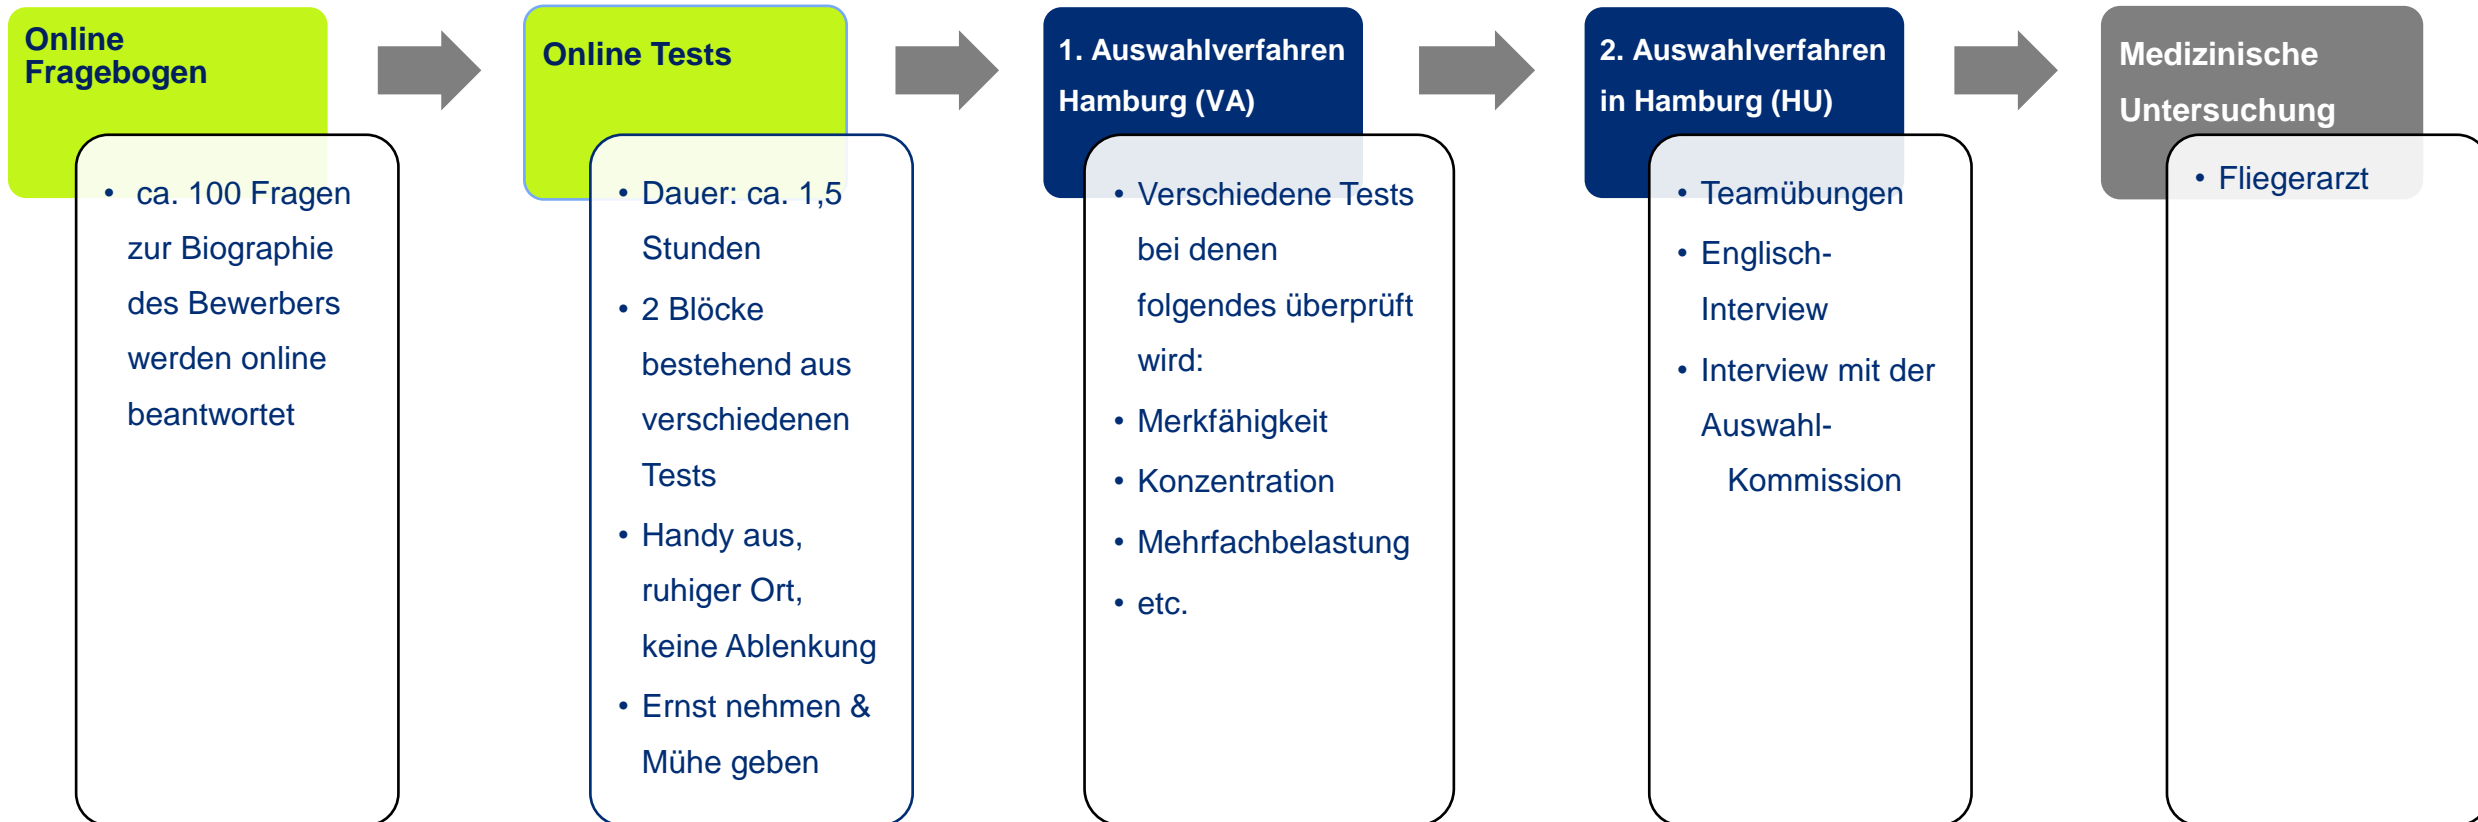 Online
Fragebogen
• ca. 100 Fragen
zur Biographie
des Bewerbers
werden online
beantwortet
Online Tests
• Dauer: ca. 1,5
Stunden
• 2 Blöcke
bestehend aus
verschiedenen
Tests
• Handy aus,
ruhiger Ort,
keine Ablenkung
• Ernst nehmen &
Mühe geben
1. Auswahlverfahren
Hamburg (VA)
• Verschiedene Tests
bei denen
folgendes überprüft
wird:
• Merkfähigkeit
• Konzentration
• Mehrfachbelastung
• etc.
2. Auswahlverfahren
in Hamburg (HU)
• Teamübungen
• Englisch-
Interview
• Interview mit der
Auswahl-
Kommission
Medizinische
Untersuchung
• Fliegerarzt